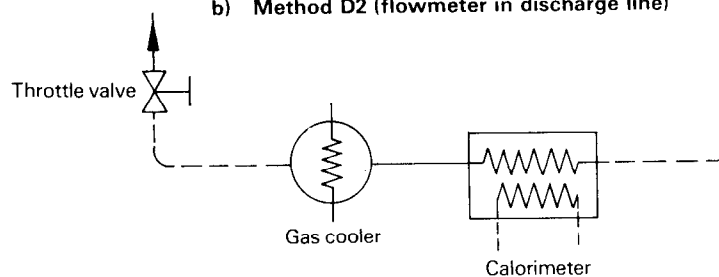 b) Method D2 (flowmeter in discharge line)
Throttle valve
Gas cooler
Calorimeter